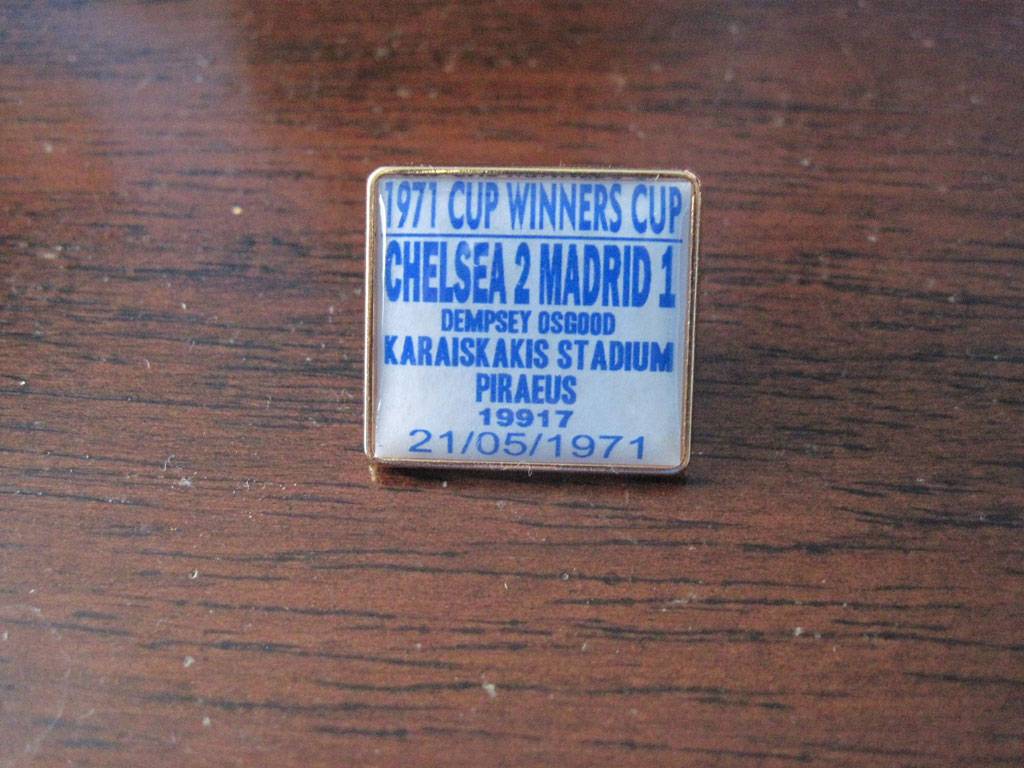 1971 CUP WINNERS CUP
CHELSEA 2 MADRID 1
DEMPSEY OSGOOD
KARAISKAKIS STADIUM
PIRAEUS
19917
21/05/1971